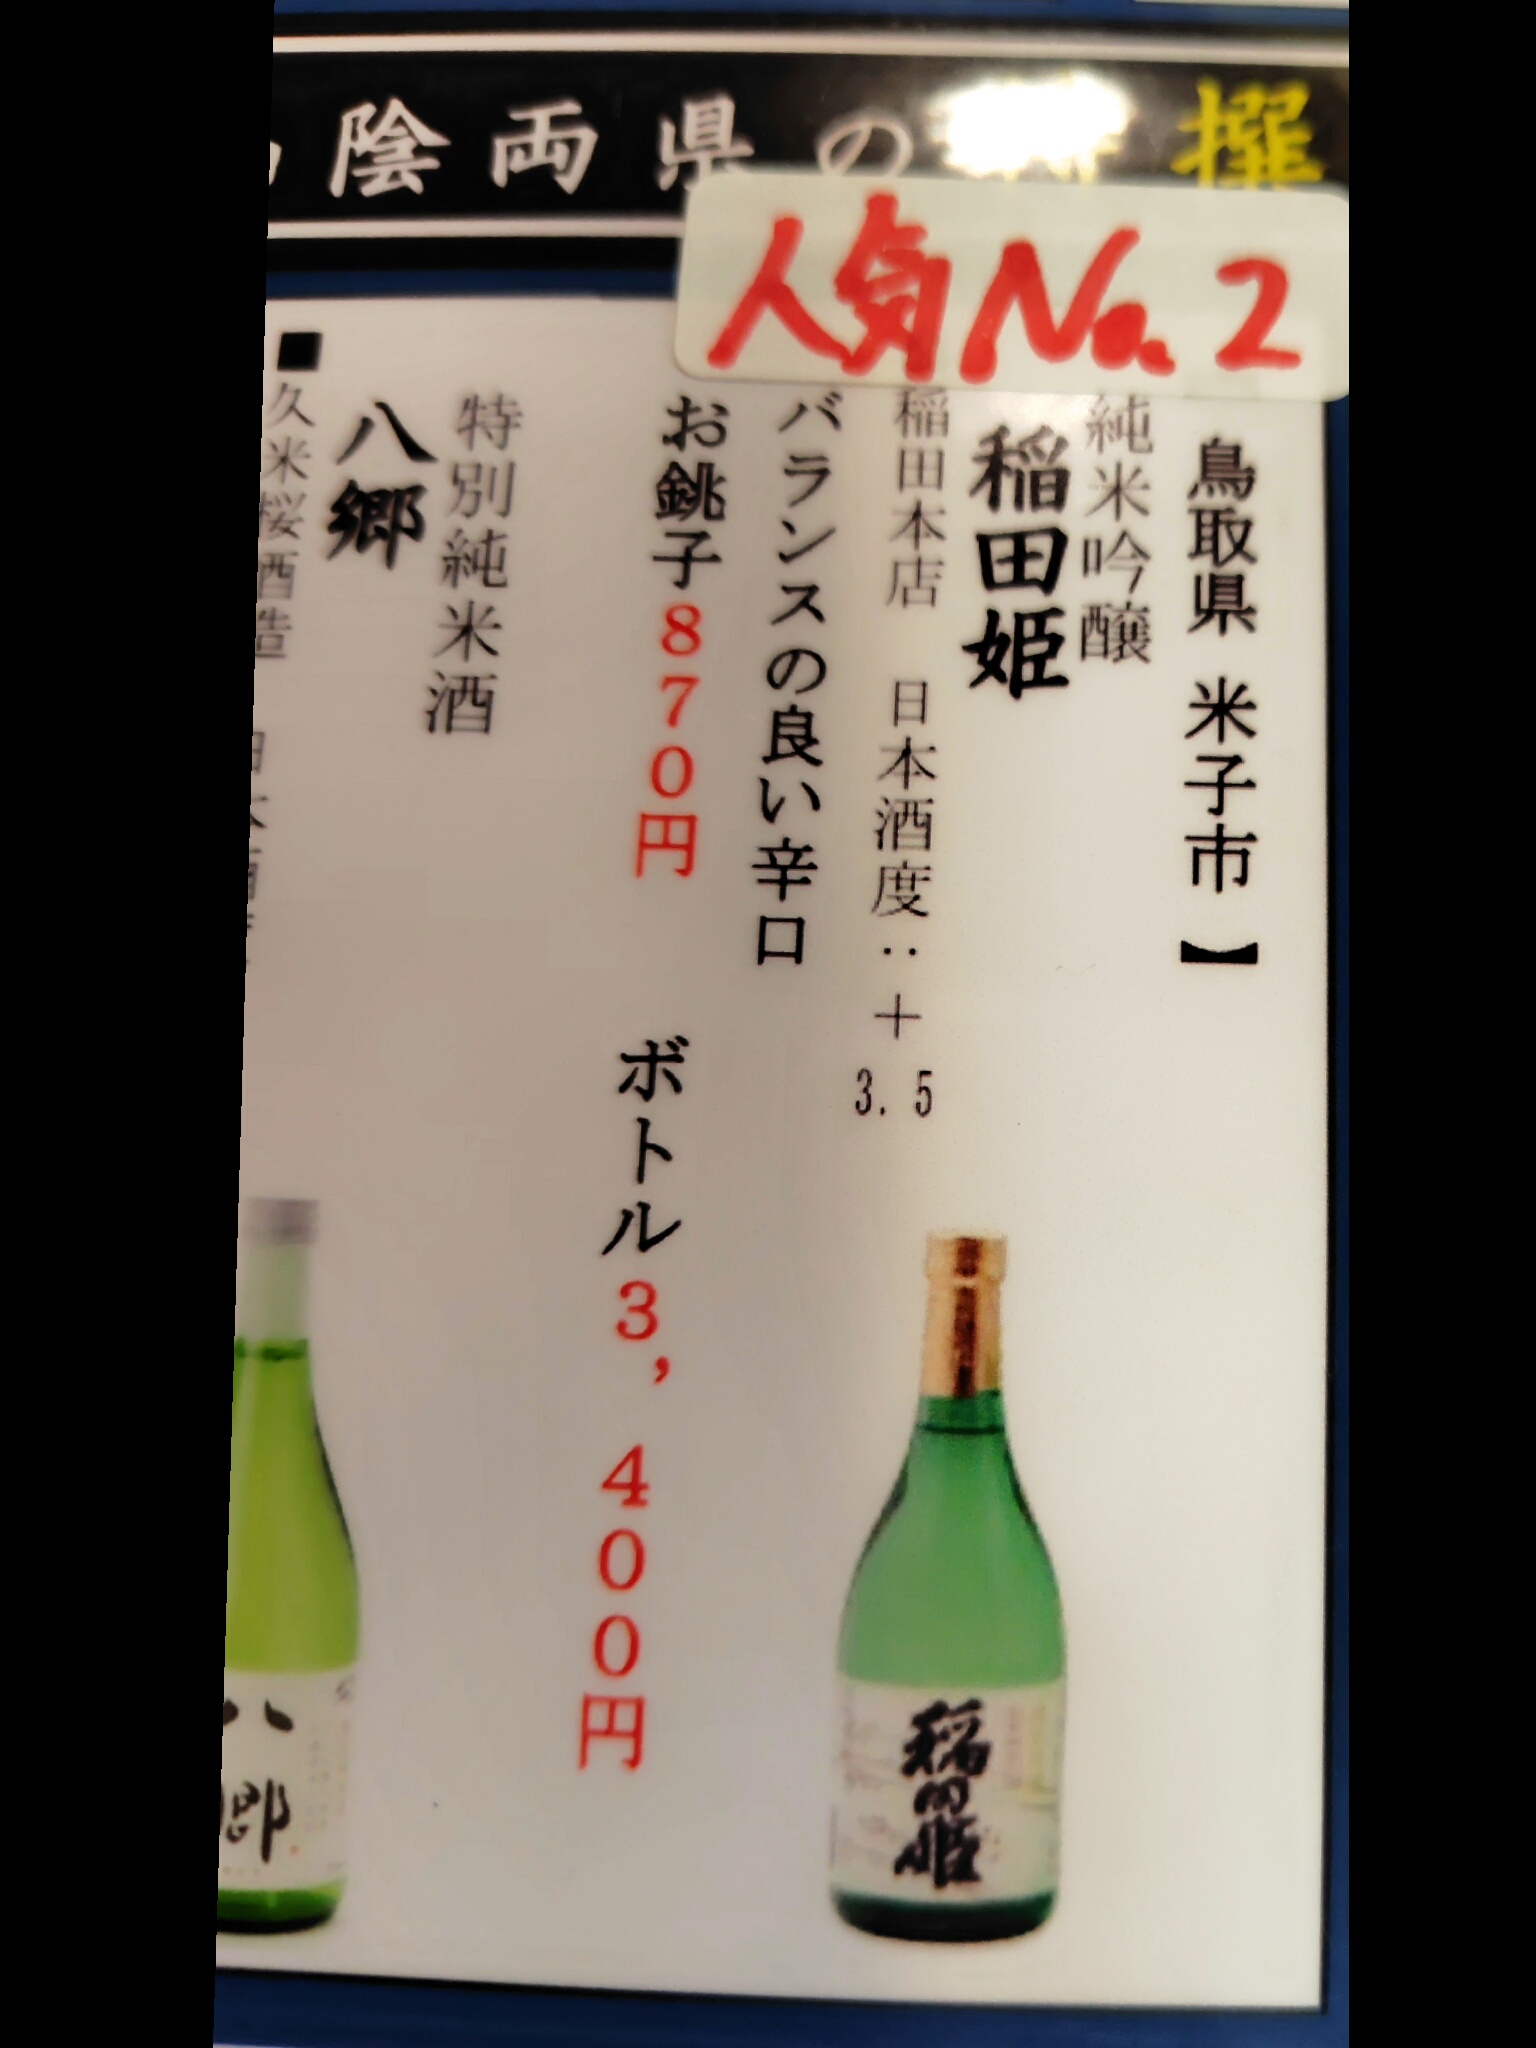 陰両県の
撰
人気No.2
鳥取県 米子市】
純米吟醸
稲田姫
稲田本店 日本酒度：＋3.5
バランスの良い辛口
お銚子870円 ボトル3,400円
特別純米酒
八郷
■久米桜酒造
稲田姫
八郷